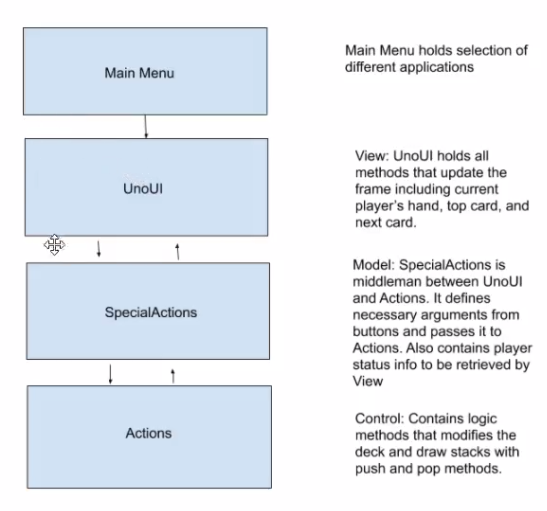 Main Menu
Main Menu holds selection of
different applications
UnoUI
View: UnoUI holds all
methods that update the
frame including current
player's hand, top card, and
next card.
SpecialActions
Model: SpecialActions is
middleman between UnoUI
and Actions. It defines
necessary arguments from
buttons and passes it to
Actions. Also contains player
status info to be retrieved by
View
Actions
Control: Contains logic
methods that modifies the
deck and draw stacks with
push and pop methods.